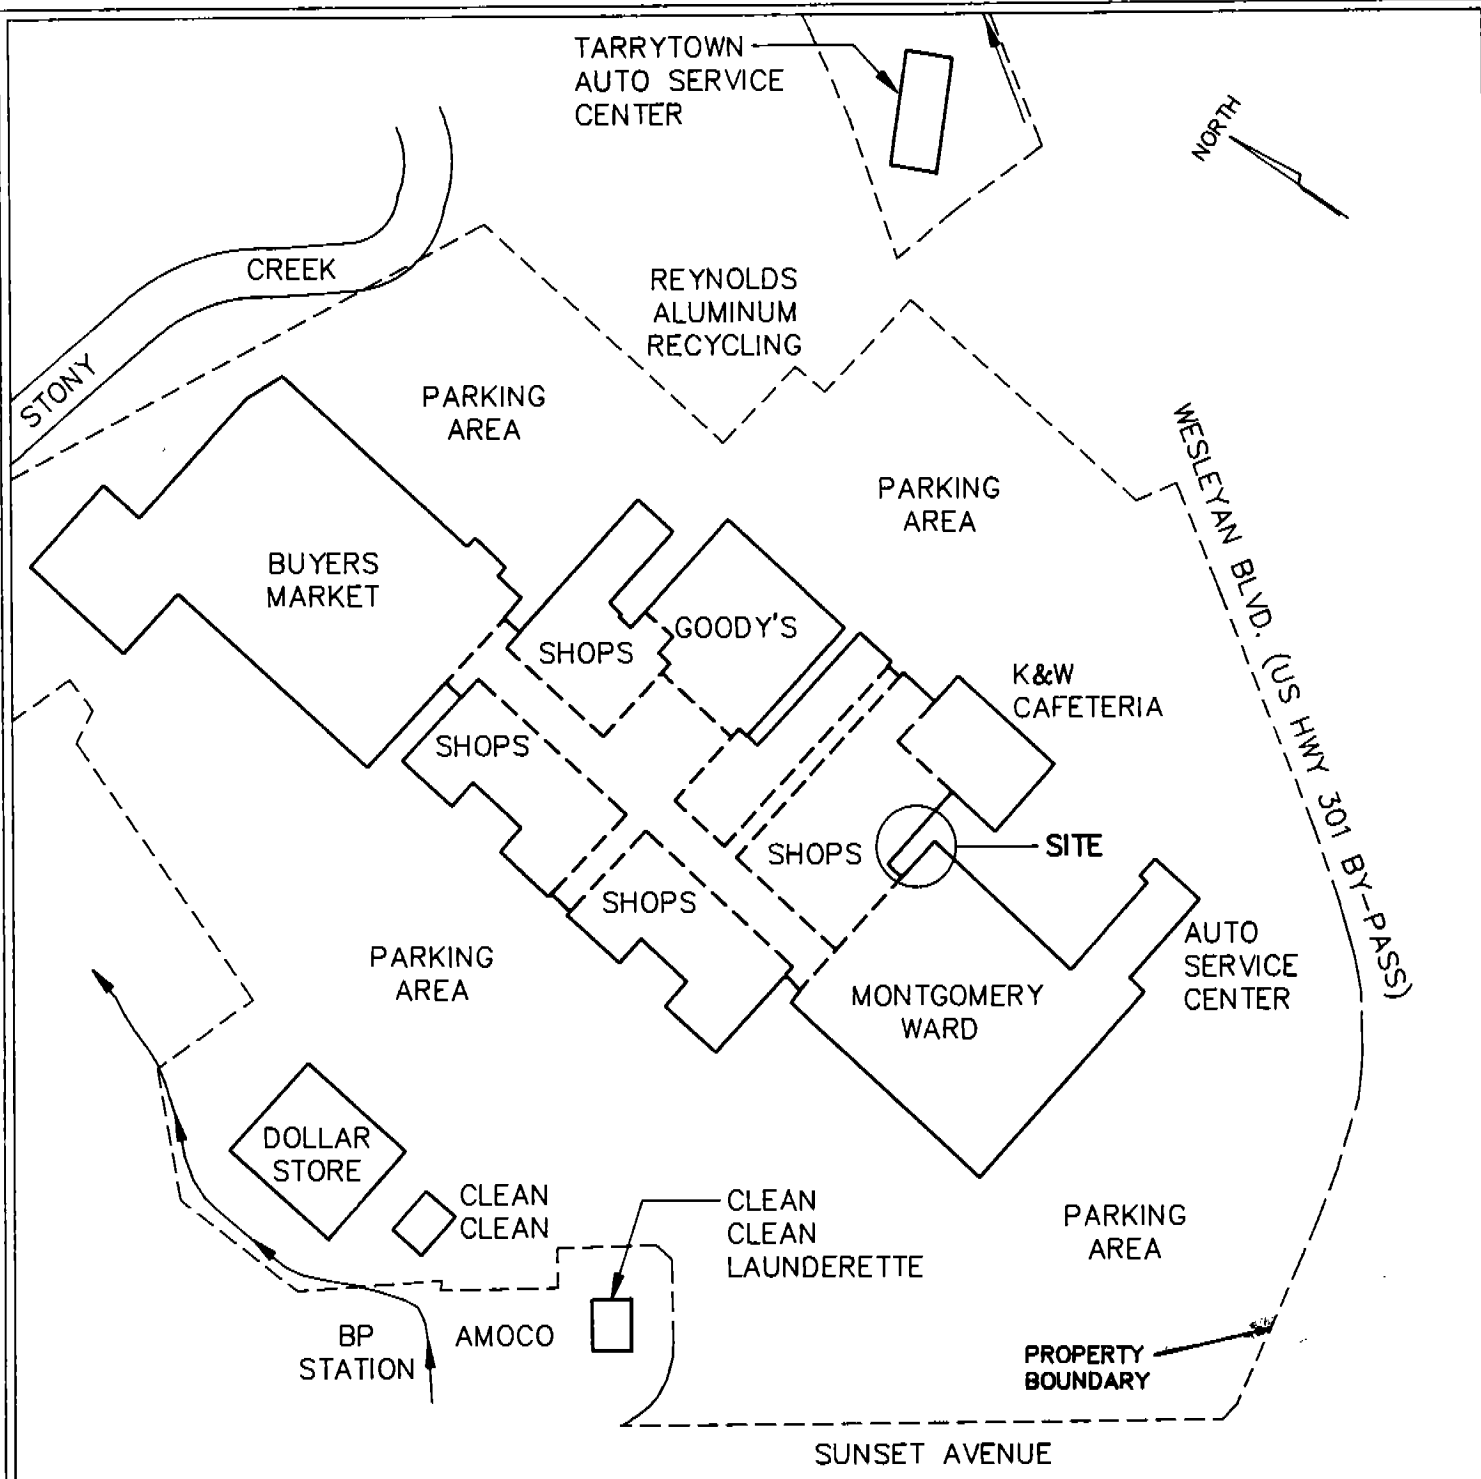 TARRYTOWN
AUTO SERVICE
CENTER
NORTH
CREEK
STONY
REYNOLDS
ALUMINUM
RECYCLING
PARKING
AREA
PARKING
AREA
WESLEYAN BLVD. (US HWY 301 BY-PASS)
BUYERS
MARKET
SHOPS
GOODY'S
K&W
CAFETERIA
SHOPS
SHOPS
SITE
SHOPS
PARKING
AREA
MONTGOMERY
WARD
AUTO
SERVICE
CENTER
DOLLAR
STORE
CLEAN
CLEAN
CLEAN
CLEAN
LAUNDERETTE
PARKING
AREA
BP
STATION
AMOCO
PROPERTY
BOUNDARY
SUNSET AVENUE